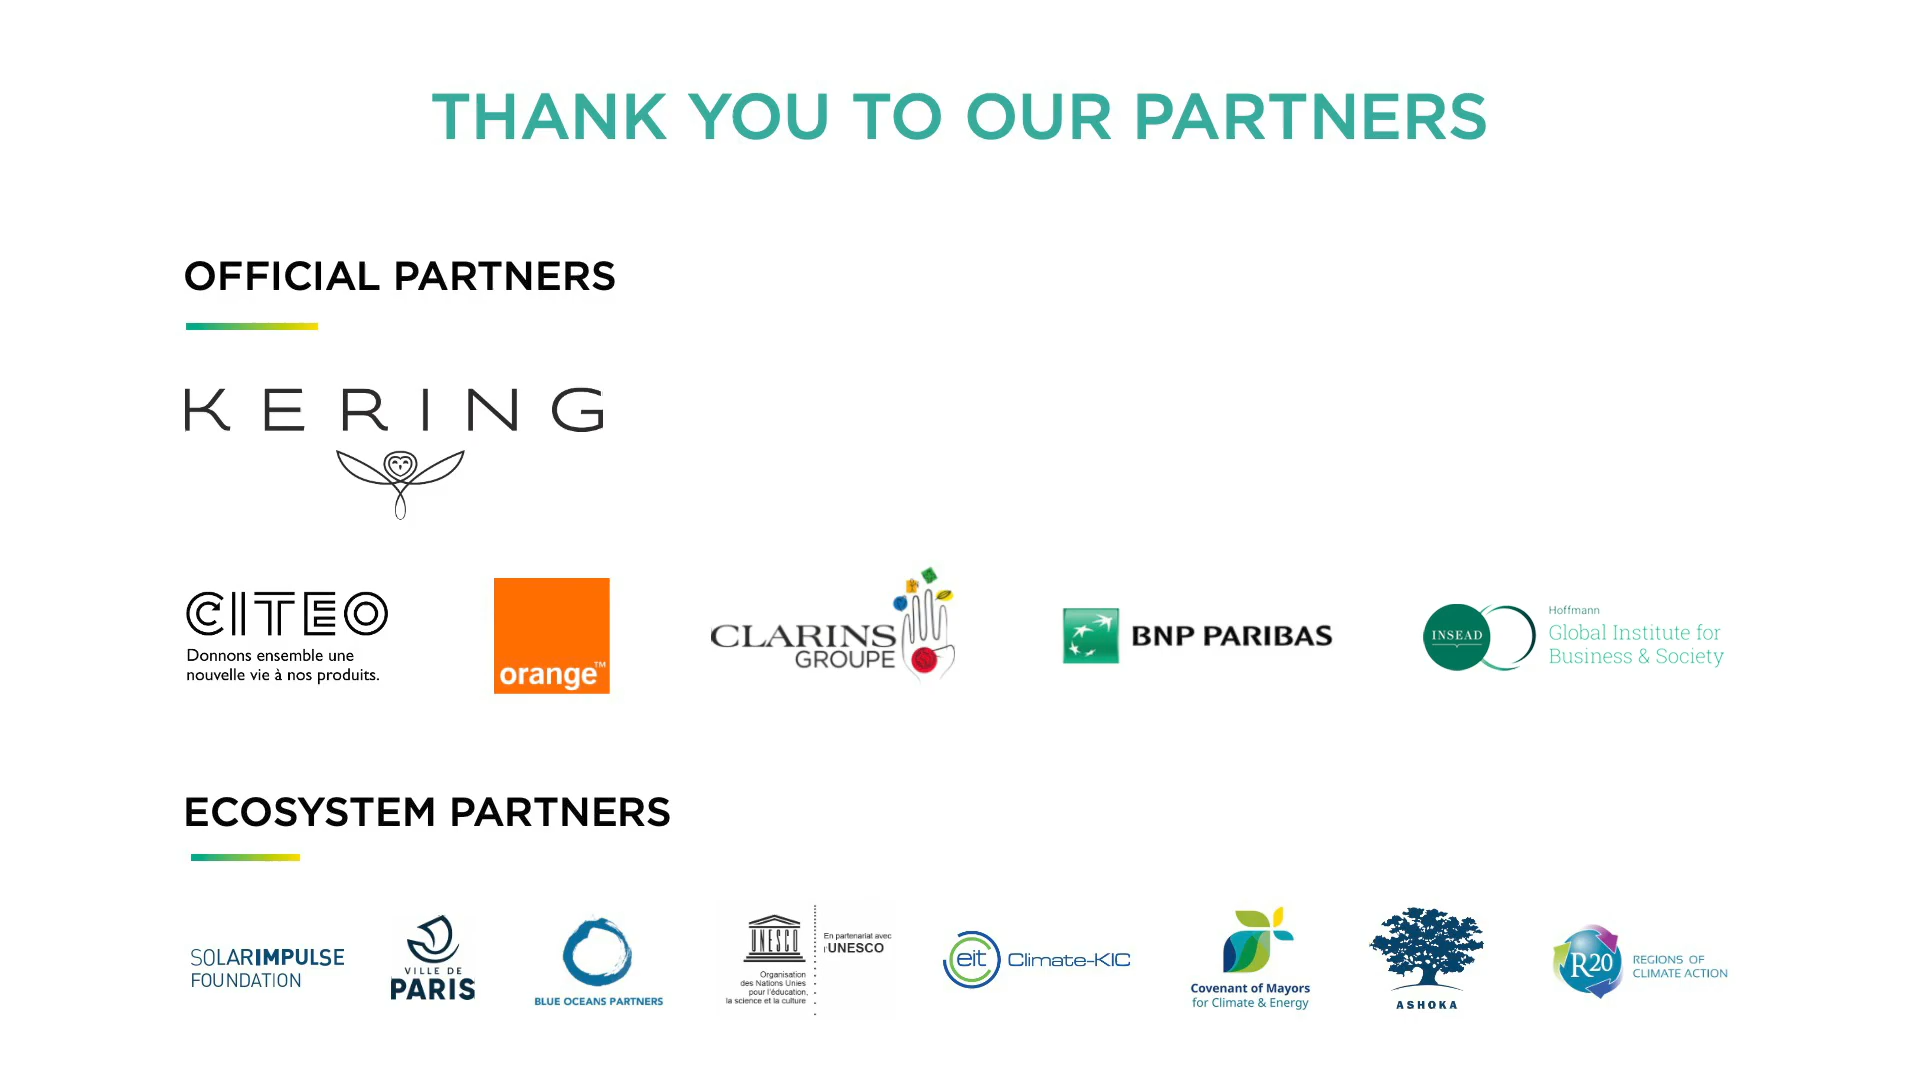 THANK YOU TO OUR PARTNERS
OFFICIAL PARTNERS
KERING
CITEO
Donnons ensemble une
nouvelle vie à nos produits.
orange™
CLARINS
GROUPE
BNP PARIBAS
INSEAD
Hoffmann
Global Institute for
Business & Society
ECOSYSTEM PARTNERS
SOLARIMPULSE
FOUNDATION
VILLE DE
PARIS
BLUE OCEANS PARTNERS
UNESCO
Organisation
des Nations Unies
pour l'éducation,
la science et la culture
En partenariat avec
l'UNESCO
eit Climate-KIC
Covenant of Mayors
for Climate & Energy
ASHOKA
R20
REGIONS OF
CLIMATE ACTION